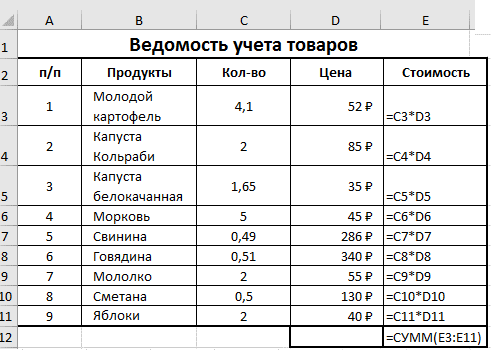 A B C D E
1 Ведомость учета товаров
2 п/п Продукты Кол-во Цена Стоимость
3 1 Молодой картофель 4,1 52 ₽ =C3*D3
4 2 Капуста Кольраби 2 85 ₽ =C4*D4
5 3 Капуста белокачанная 1,65 35 ₽ =C5*D5
6 4 Морковь 5 45 ₽ =C6*D6
7 5 Свинина 0,49 286 ₽ =C7*D7
8 6 Говядина 0,51 340 ₽ =C8*D8
9 7 Мололко 2 55 ₽ =C9*D9
10 8 Сметана 0,5 130 ₽ =C10*D10
11 9 Яблоки 2 40 ₽ =C11*D11
12 =СУММ(E3:E11)